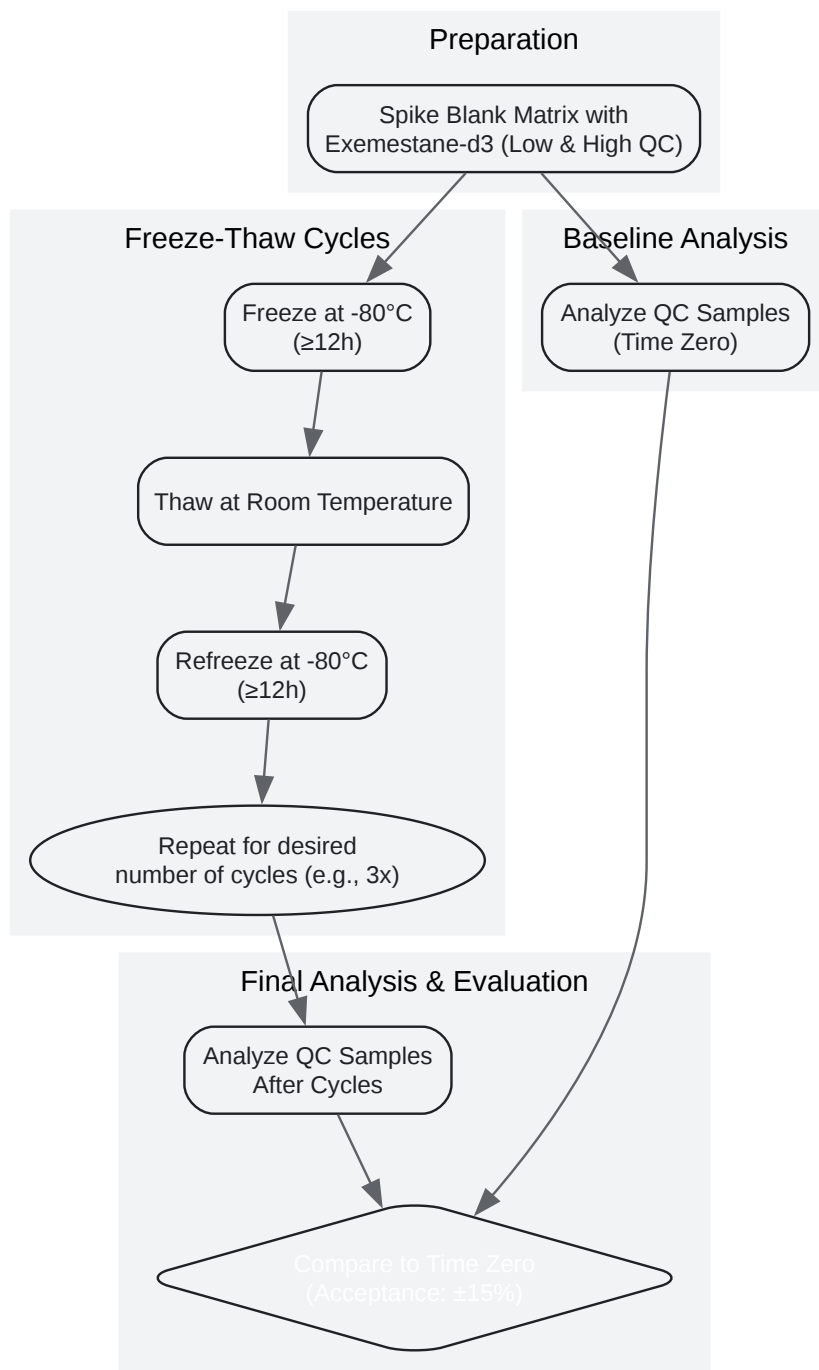 Preparation
Spike Blank Matrix with
Exemestane-d3 (Low & High QC)
Freeze-Thaw Cycles
Baseline Analysis
Freeze at -80°C
(≥12h)
Analyze QC Samples
(Time Zero)
Thaw at Room Temperature
Refreeze at -80°C
(≥12h)
Repeat for desired
number of cycles (e.g., 3x)
Final Analysis & Evaluation
Analyze QC Samples
After Cycles
Compare to Time Zero
(Acceptance: ±15%)